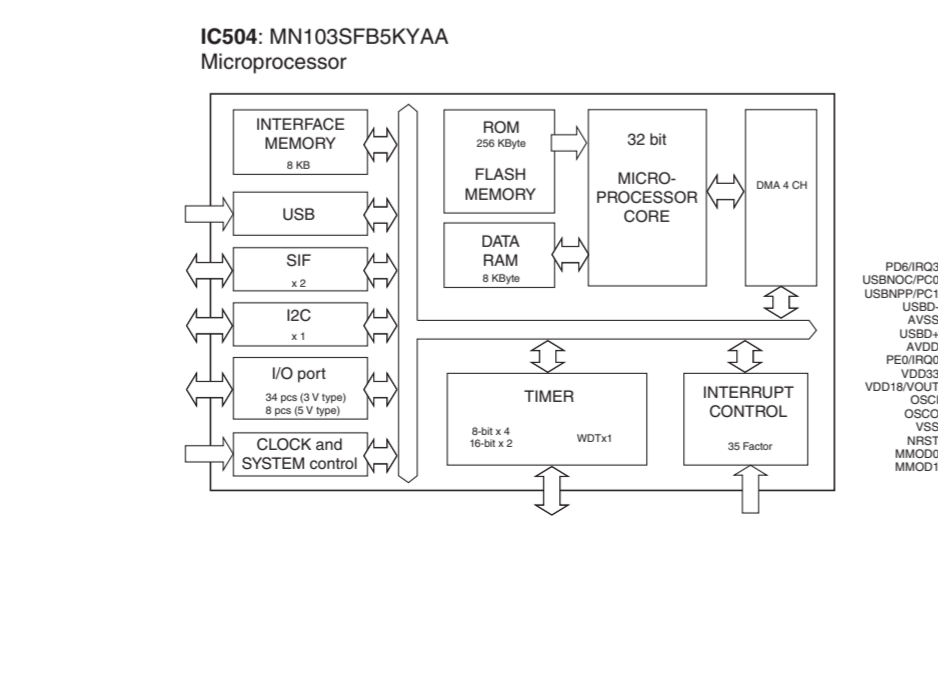 IC504: MN103SFB5KYAA
Microprocessor
INTERFACE
MEMORY
8 KB
USB
SIF
x 2
I2C
x 1
I/O port
34 pcs (3 V type)
8 pcs (5 V type)
CLOCK and
SYSTEM control
ROM
256 KByte
FLASH
MEMORY
DATA
RAM
8 KByte
32 bit
MICRO-
PROCESSOR
CORE
DMA 4 CH
TIMER
8-bit x 4
16-bit x 2
WDTx1
INTERRUPT
CONTROL
35 Factor
PD6/IRQ3
USBNOC/PC0
USBNPP/PC1
USBD-
AVSS
USBD+
AVDD
PE0/IRQ0
VDD33
VDD18/VOUT
OSCI
OSCO
VSS
NRST
MMOD0
MMOD1